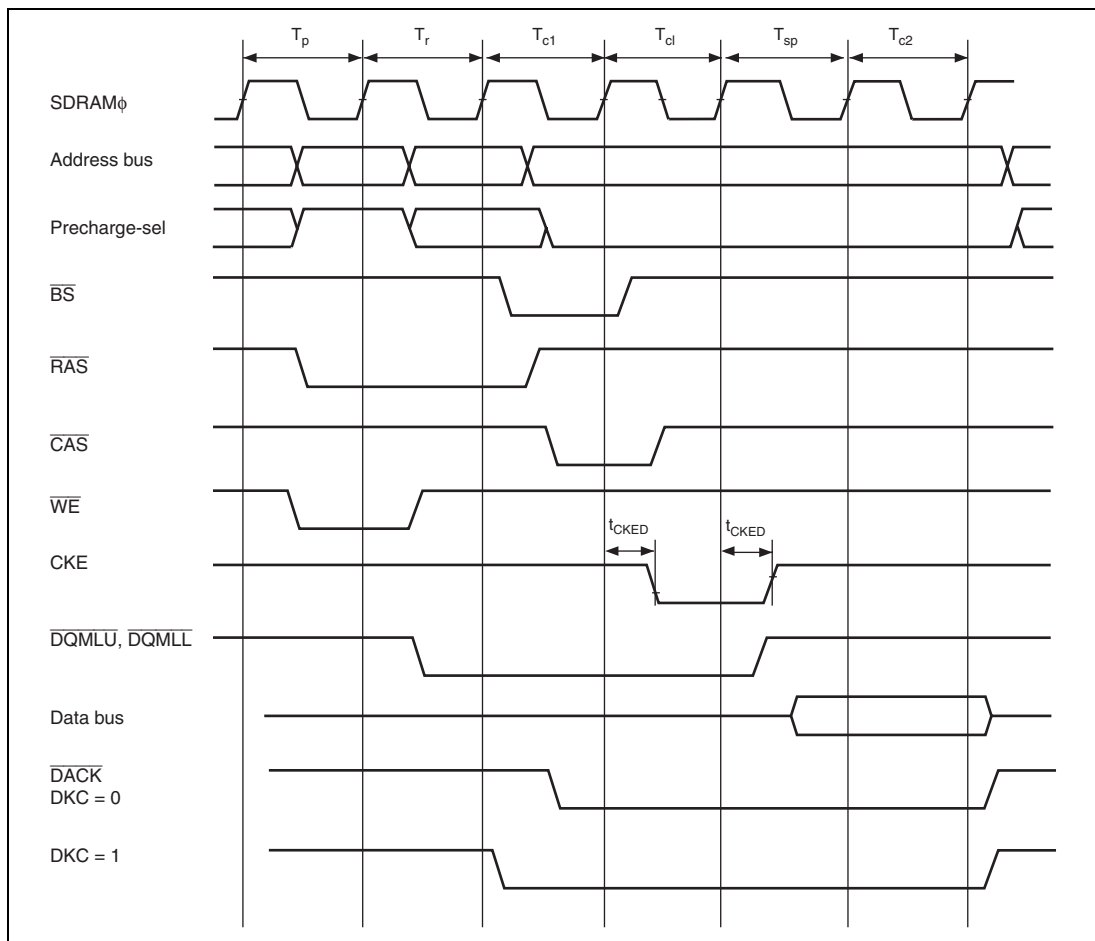 Tp Tr Tc1 Tcl Tsp Tc2
SDRAMϕ
Address bus
Precharge-sel
BS
RAS
CAS
WE
tCKED tCKED
CKE
DQMLU, DQMLL
Data bus
DACK
DKC = 0
DKC = 1